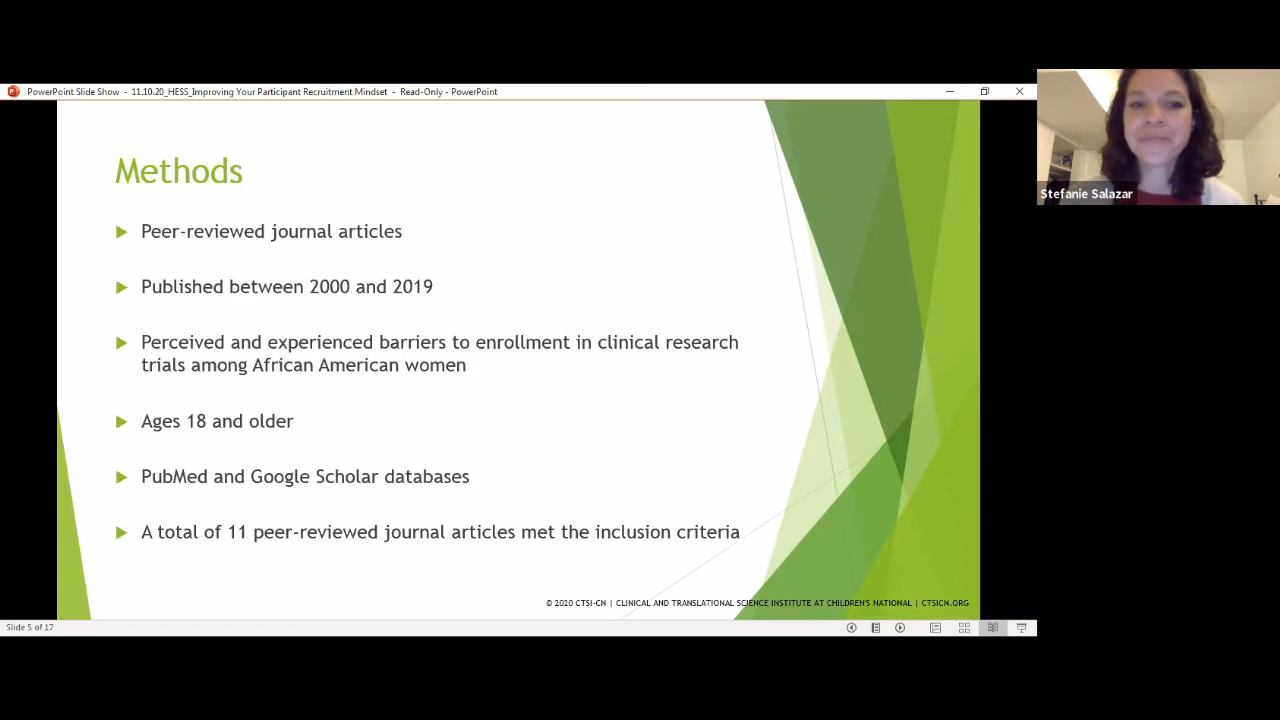 PowerPoint Slide Show - 11.10.20_HESS_Improving Your Participant Recruitment Mindset - Read-Only - PowerPoint
Methods
Peer-reviewed journal articles
Published between 2000 and 2019
Perceived and experienced barriers to enrollment in clinical research
trials among African American women
Ages 18 and older
PubMed and Google Scholar databases
A total of 11 peer-reviewed journal articles met the inclusion criteria
© 2020 CTSI-CN | CLINICAL AND TRANSLATIONAL SCIENCE INSTITUTE AT CHILDREN'S NATIONAL | CTSICN.ORG
Slide 5 of 17
Stefanie Salazar